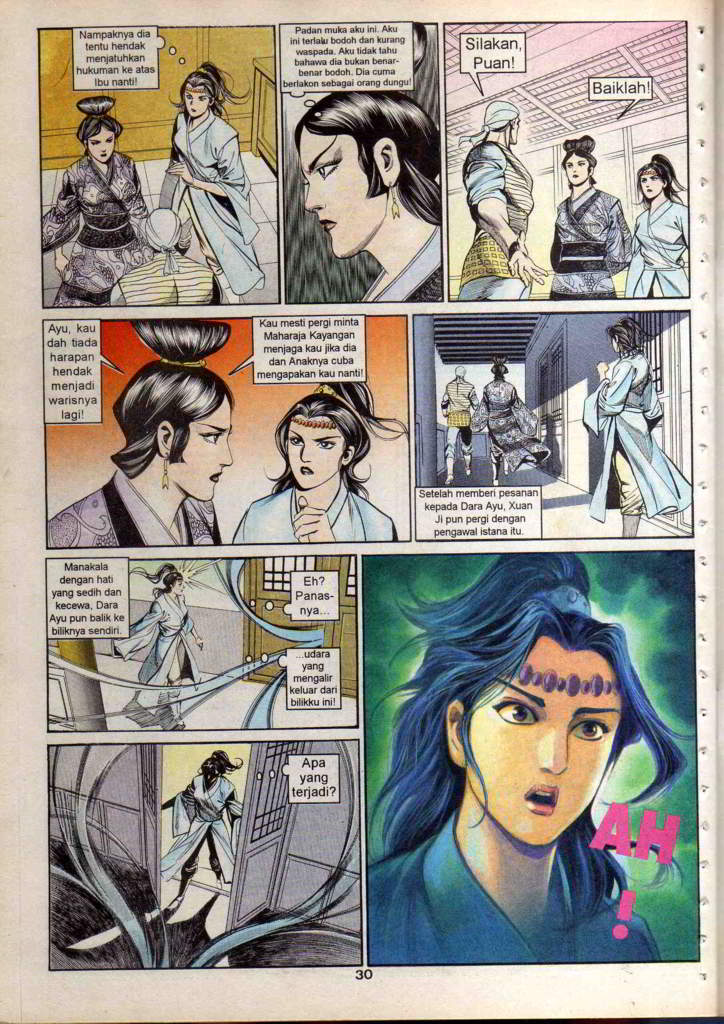 Nampaknya dia
tentu hendak
menjatuhkan
hukuman ke atas
Ibu nanti!
Padan muka aku ini. Aku
ini terlalu bodoh dan kurang
waspada. Aku tidak tahu
bahawa dia bukan benar-
benar bodoh. Dia cuma
berlakon sebagai orang dungu!
Silakan,
Puan!
Baiklah!
Ayu, kau
dah tiada
harapan
hendak
menjadi
warisnya
lagi!
Kau mesti pergi minta
Maharaja Kayangan
menjaga kau jika dia
dan Anaknya cuba
mengapakan kau nanti!
Setelah memberi pesanan
kepada Dara Ayu, Xuan
Ji pun pergi dengan
pengawal istana itu.
Manakala
dengan hati
yang sedih dan
kecewa, Dara
Ayu pun balik ke
biliknya sendiri.
Eh?
Panas-
nya...
...udara
yang
mengalir
keluar dari
bilikku ini!
Apa
yang
terjadi?
AH
!
30